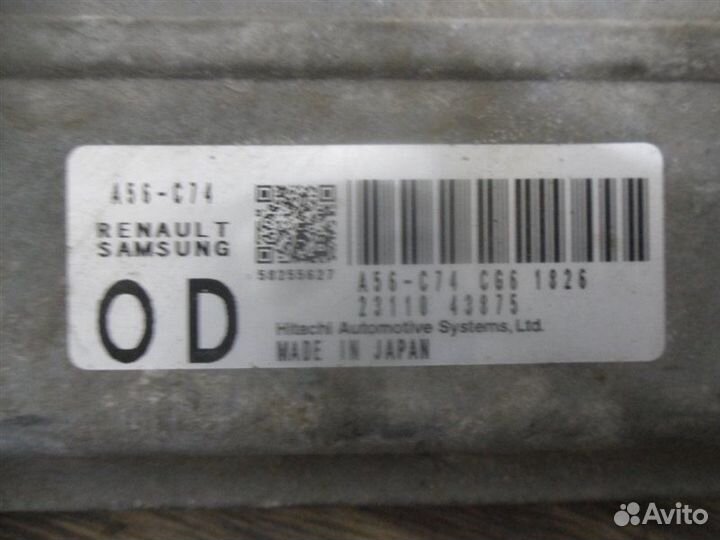 A56-C74
RENAULT
SAMSUNG
OD
58255627
A56-C74 CG6 1826
23110 43875
Hitachi Automotive Systems, Ltd.
MADE IN JAPAN
Avito